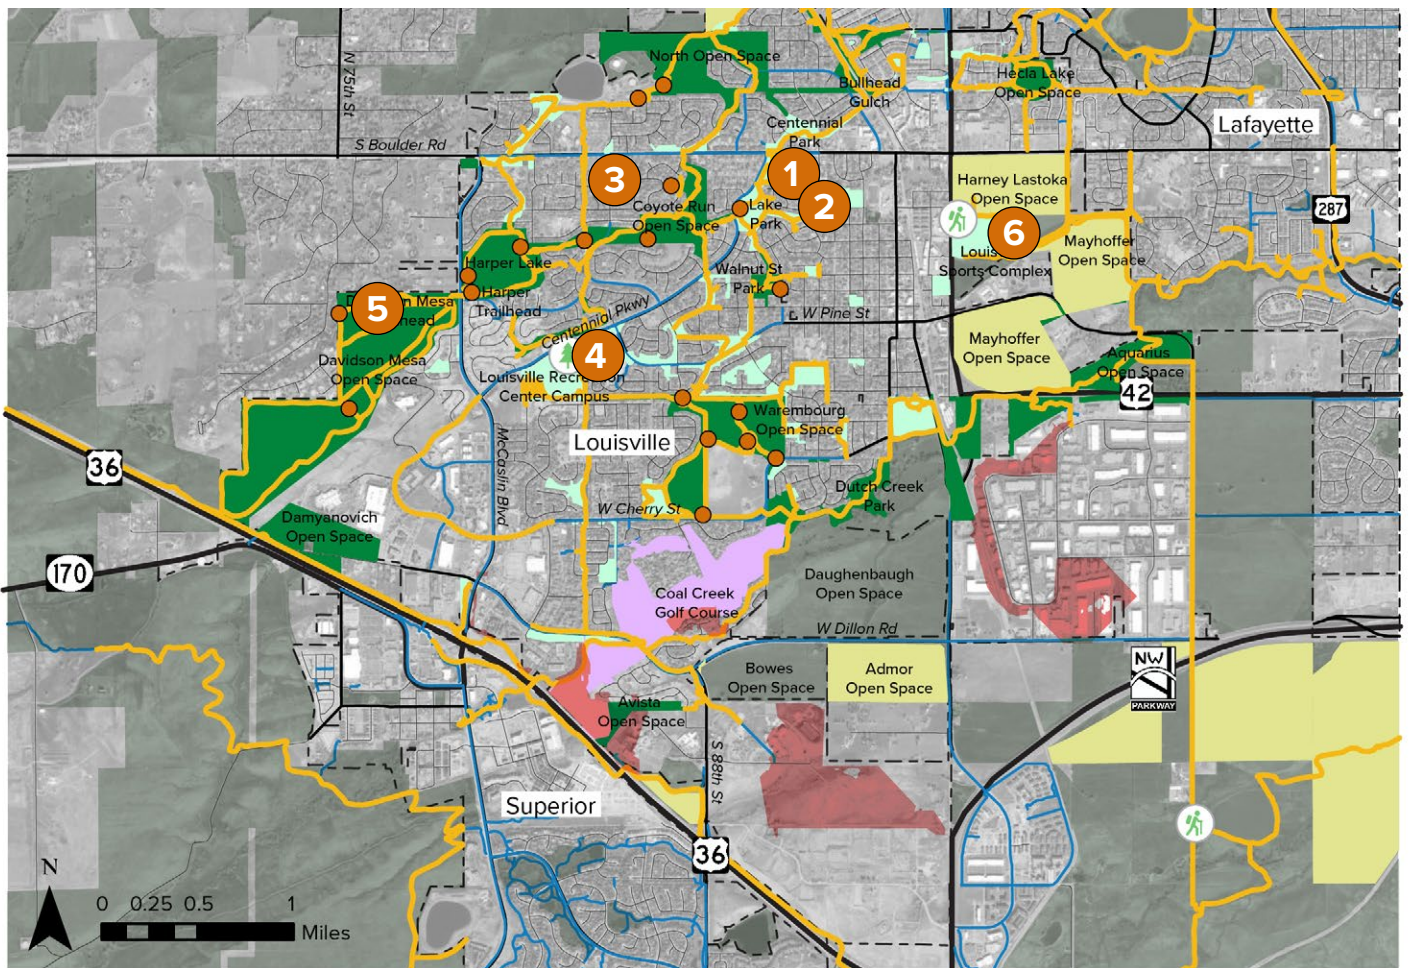 North Open Space
Bullhead
Gulch
Hecla Lake
Open Space
N 75th St
Centennial
Park
Lafayette
S Boulder Rd
1
2
3
Harney Lastoka
Open Space
Coyote Run
Open Space
Lake
Park
287
6
Louis
Sports Complex
Mayhoffer
Open Space
Harper Lake
Walnut St
Park
Harper
Trailhead
5
D n Mesa
head
Centennial Pkwy
W Pine St
4
Mayhoffer
Open Space
Aquarius
Open Space
Davidson Mesa
Open Space
Louisville Recre on
Center Campus
42
Warembourg
Open Space
Louisville
McCaslin Blvd
36
Dutch Creek
Park
W Cherry St
Damyanovich
Open Space
170
Daughenbaugh
Open Space
Coal Creek
Golf Course
W Dillon Rd
NW
PARKWAY
Bowes
Open Space
Admor
Open Space
Avista
Open Space
S 88th St
Superior
36
N
0 0.25 0.5 1
Miles